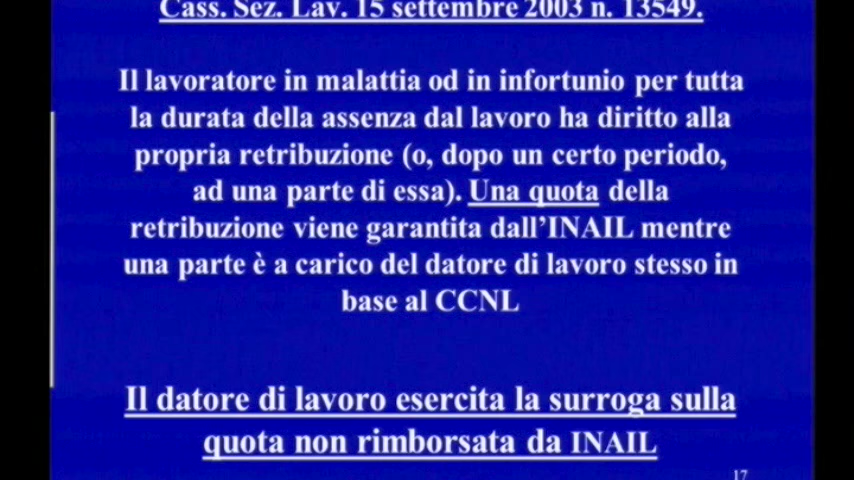 Cass. Sez. Lav. 15 settembre 2003 n. 13549.
Il lavoratore in malattia od in infortunio per tutta
la durata della assenza dal lavoro ha diritto alla
propria retribuzione (o, dopo un certo periodo,
ad una parte di essa). Una quota della
retribuzione viene garantita dall'INAIL mentre
una parte è a carico del datore di lavoro stesso in
base al CCNL
Il datore di lavoro esercita la surroga sulla
quota non rimborsata da INAIL
17